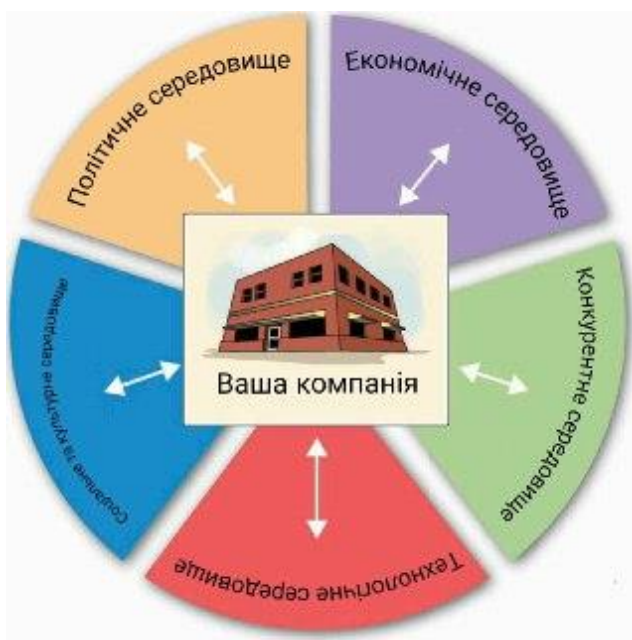 Політичне середовище
Економічне середовище
Конкурентне середовище
Технологічне середовище
Соціальне та культурне середовище
Ваша компанія